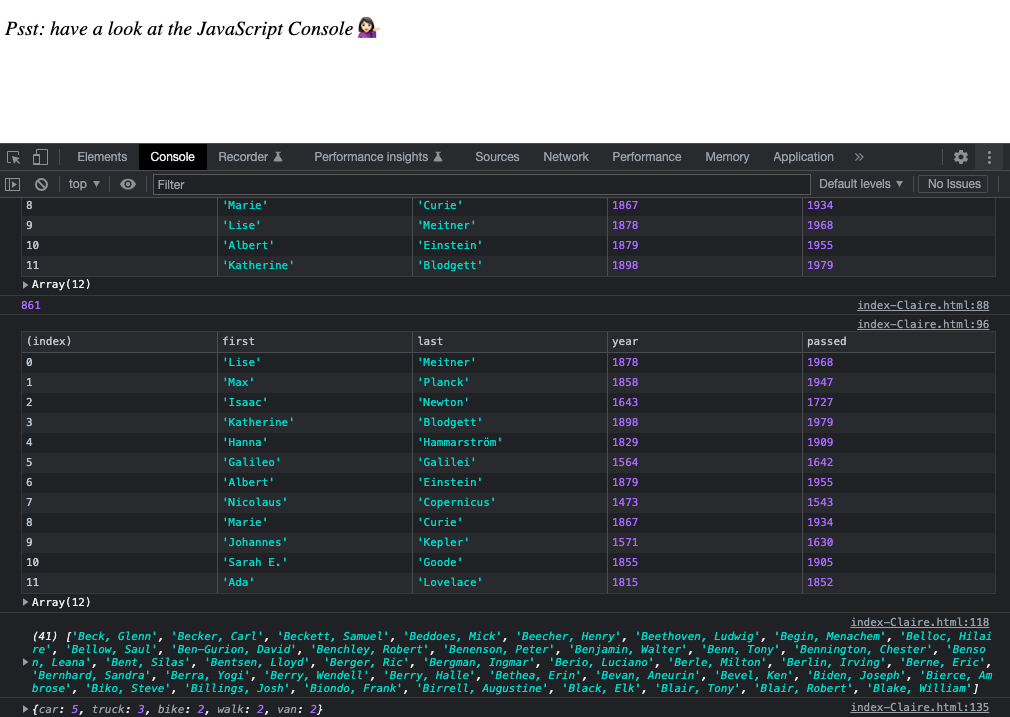 Psst: have a look at the JavaScript Console 💁🏻‍♀️
Elements Console Recorder Performance insights Sources Network Performance Memory Application »
top ▼ Filter Default levels ▼ No Issues
8 'Marie' 'Curie' 1867 1934
9 'Lise' 'Meitner' 1878 1968
10 'Albert' 'Einstein' 1879 1955
11 'Katherine' 'Blodgett' 1898 1979
▶ Array(12)
861 index-Claire.html:88
index-Claire.html:96
(index) first last year passed
0 'Lise' 'Meitner' 1878 1968
1 'Max' 'Planck' 1858 1947
2 'Isaac' 'Newton' 1643 1727
3 'Katherine' 'Blodgett' 1898 1979
4 'Hanna' 'Hammarström' 1829 1909
5 'Galileo' 'Galilei' 1564 1642
6 'Albert' 'Einstein' 1879 1955
7 'Nicolaus' 'Copernicus' 1473 1543
8 'Marie' 'Curie' 1867 1934
9 'Johannes' 'Kepler' 1571 1630
10 'Sarah E.' 'Goode' 1855 1905
11 'Ada' 'Lovelace' 1815 1852
▶ Array(12)
index-Claire.html:118
(41) ['Beck, Glenn', 'Becker, Carl', 'Beckett, Samuel', 'Beddoes, Mick', 'Beecher, Henry', 'Beethoven, Ludwig', 'Begin, Menachem', 'Belloc, Hilai
re', 'Bellow, Saul', 'Ben-Gurion, David', 'Benchley, Robert', 'Benenson, Peter', 'Benjamin, Walter', 'Benn, Tony', 'Bennington, Chester', 'Benso
n, Leana', 'Bent, Silas', 'Bentsen, Lloyd', 'Berger, Ric', 'Bergman, Ingmar', 'Berio, Luciano', 'Berle, Milton', 'Berlin, Irving', 'Berne, Eric',
'Bernhard, Sandra', 'Berra, Yogi', 'Berry, Wendell', 'Berry, Halle', 'Bethea, Erin', 'Bevan, Aneurin', 'Bevel, Ken', 'Biden, Joseph', 'Bierce, Am
brose', 'Biko, Steve', 'Billings, Josh', 'Biondo, Frank', 'Birrell, Augustine', 'Black, Elk', 'Blair, Tony', 'Blair, Robert', 'Blake, William']
▶ {car: 5, truck: 3, bike: 2, walk: 2, van: 2} index-Claire.html:135